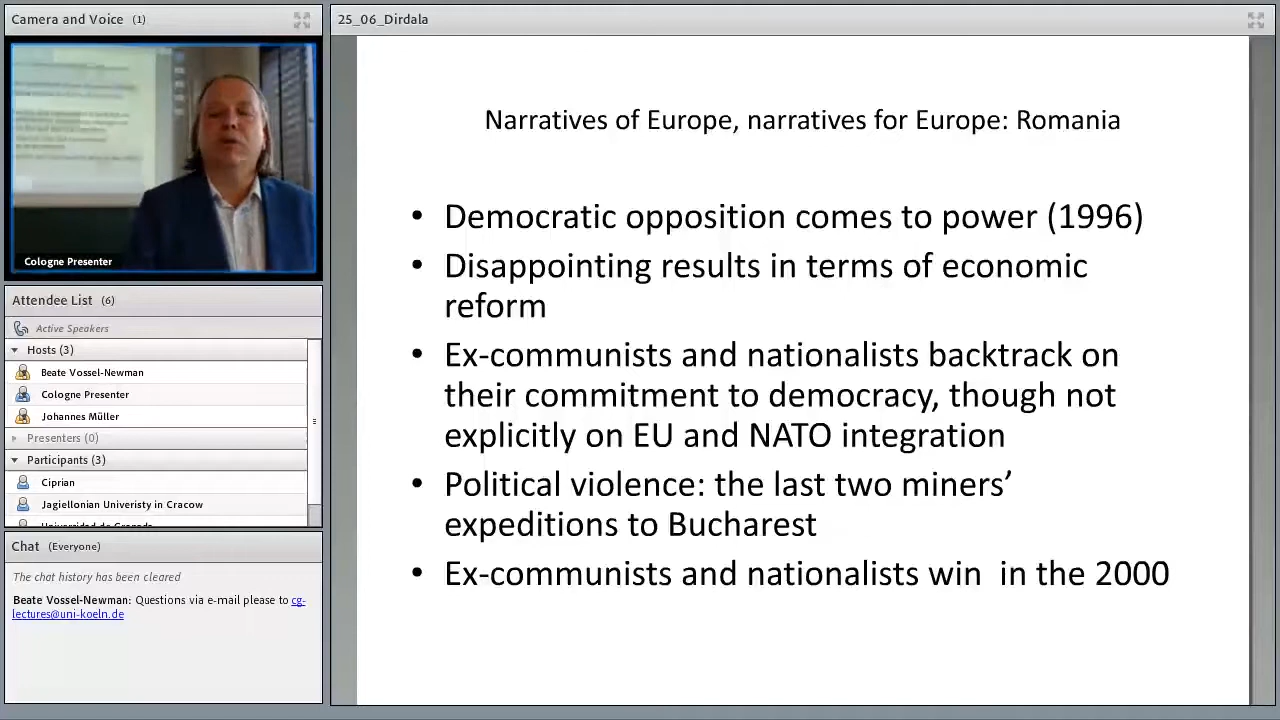 Camera and Voice (1)
Cologne Presenter
Attendee List (6)
Active Speakers
Hosts (3)
Beate Vossel-Newman
Cologne Presenter
Johannes Müller
Presenters (0)
Participants (3)
Ciprian
Jagiellonian Univeristy in Cracow
Chat (Everyone)
The chat history has been cleared
Beate Vossel-Newman: Questions via e-mail please to cg-
lectures@uni-koeln.de
25_06_Dirdala
Narratives of Europe, narratives for Europe: Romania
• Democratic opposition comes to power (1996)
• Disappointing results in terms of economic
reform
• Ex-communists and nationalists backtrack on
their commitment to democracy, though not
explicitly on EU and NATO integration
• Political violence: the last two miners’
expeditions to Bucharest
• Ex-communists and nationalists win in the 2000